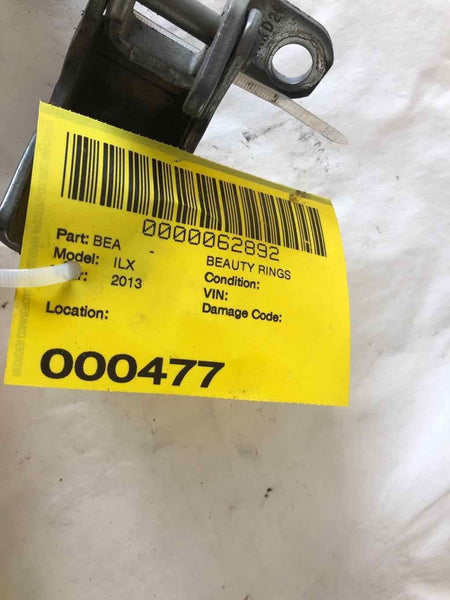 0000062892
Part: BEA - BEAUTY RINGS
Model: ILX Condition:
2013 VIN:
Location: Damage Code:
000477